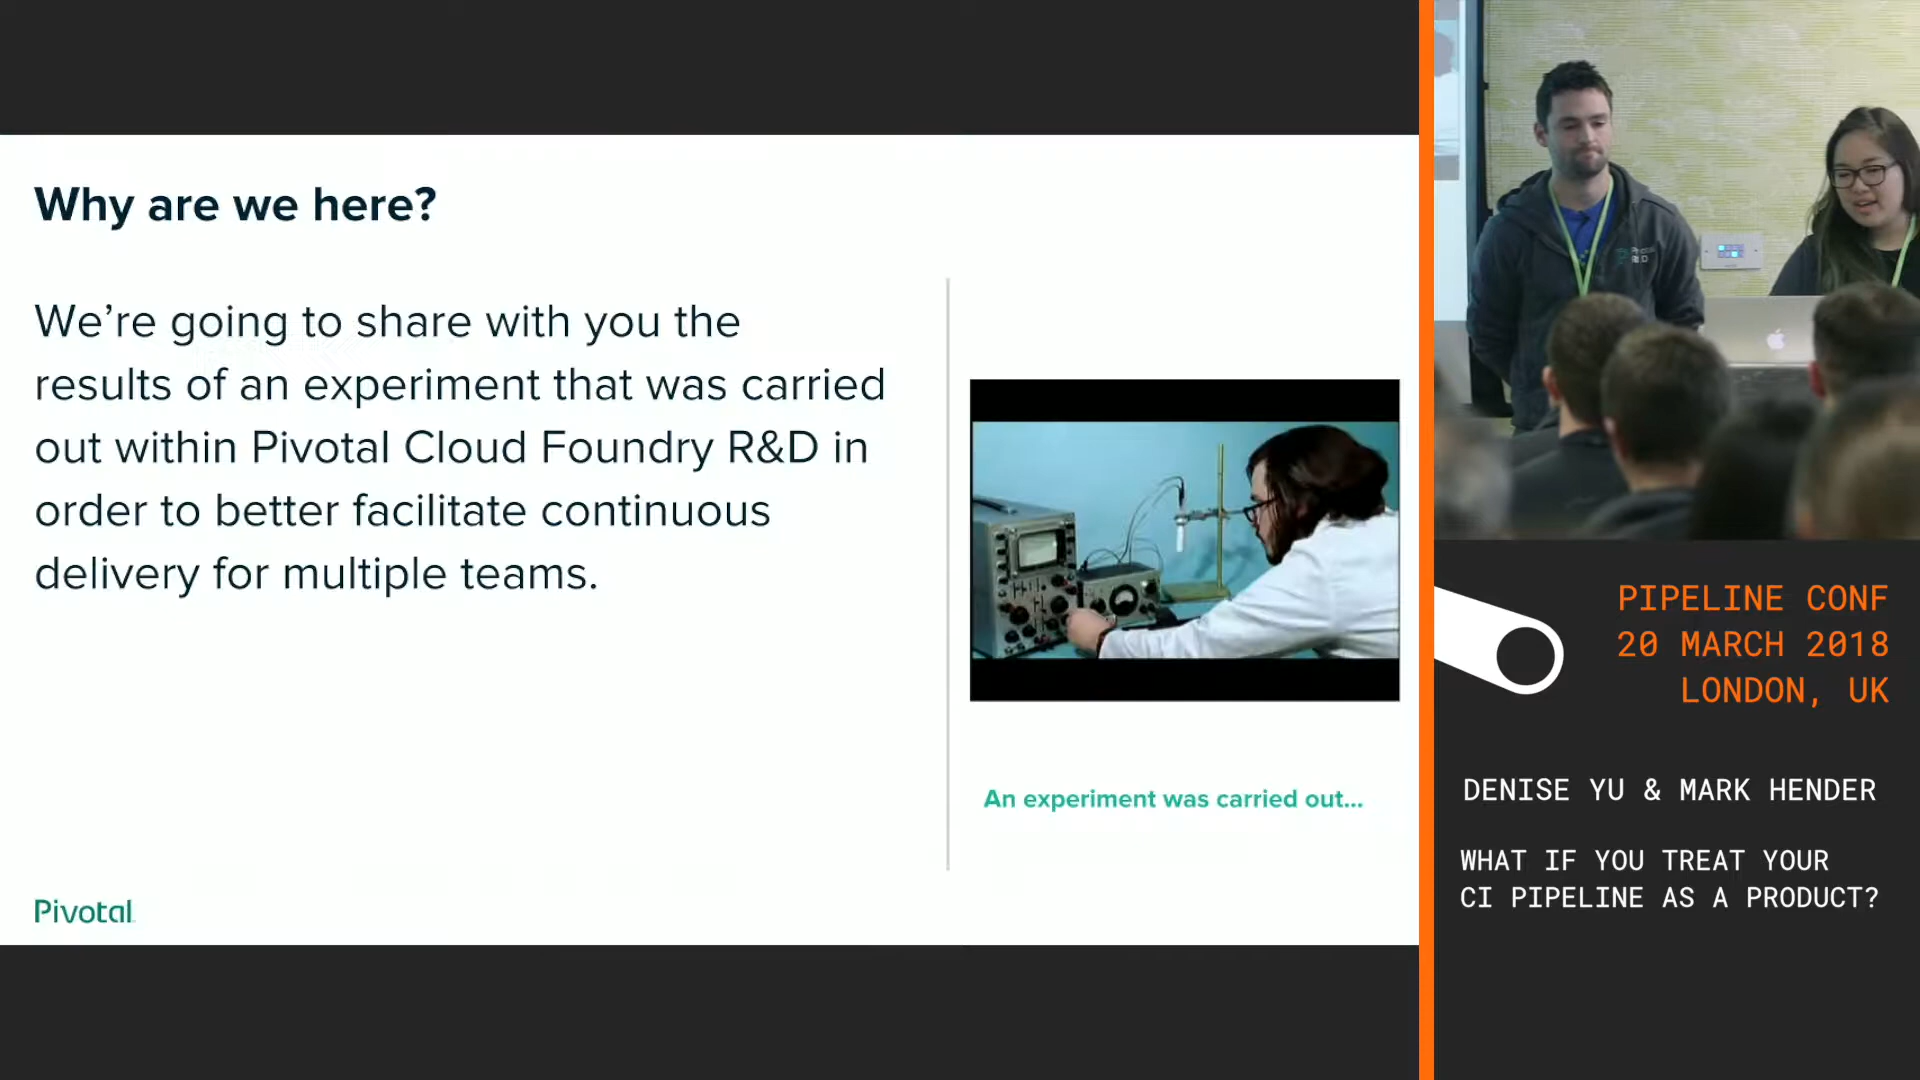 Why are we here?
We’re going to share with you the
results of an experiment that was carried
out within Pivotal Cloud Foundry R&D in
order to better facilitate continuous
delivery for multiple teams.
An experiment was carried out...
Pivotal
Pivotal
R&D
PIPELINE CONF
20 MARCH 2018
LONDON, UK
DENISE YU & MARK HENDER
WHAT IF YOU TREAT YOUR
CI PIPELINE AS A PRODUCT?